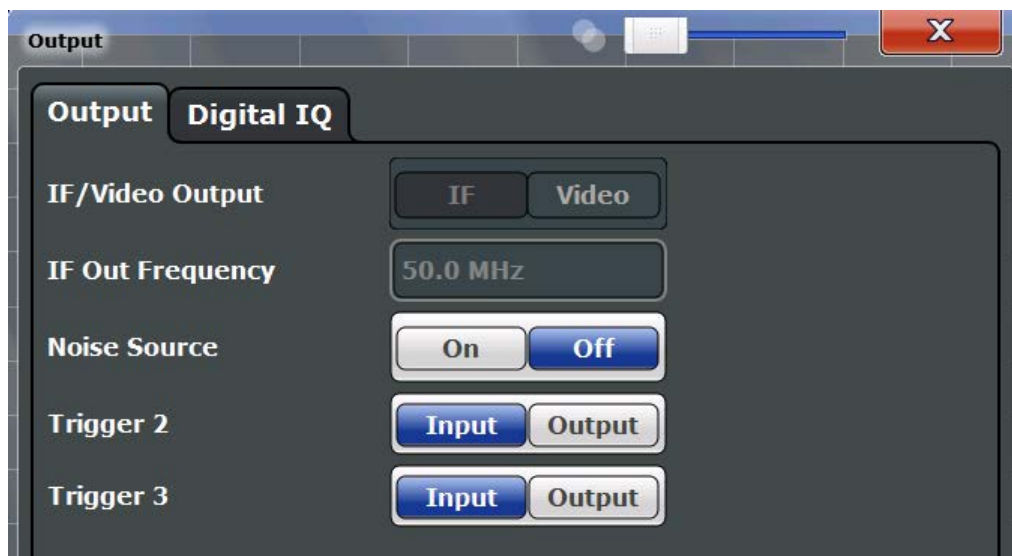 Output
X
Output Digital IQ
IF/Video Output IF Video
IF Out Frequency 50.0 MHz
Noise Source On Off
Trigger 2 Input Output
Trigger 3 Input Output